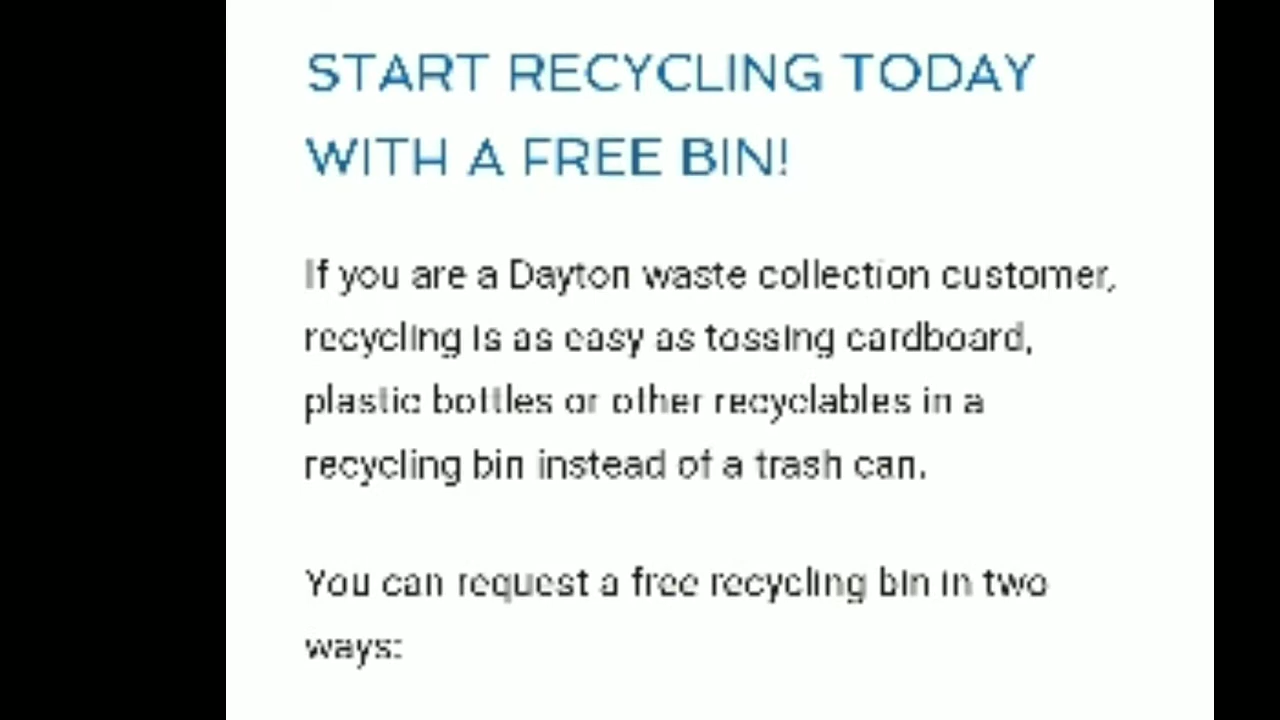 START RECYCLING TODAY
WITH A FREE BIN!
If you are a Dayton waste collection customer,
recycling is as easy as tossing cardboard,
plastic bottles or other recyclables in a
recycling bin instead of a trash can.
You can request a free recycling bin in two
ways: